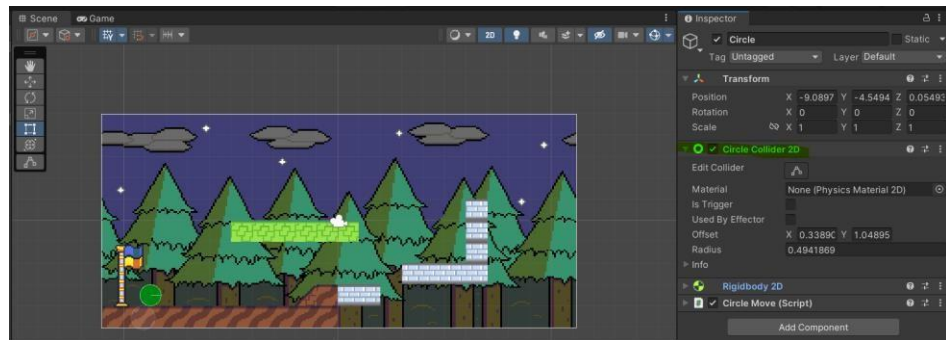 Scene Game
2D
Inspector
Circle Static
Tag Untagged Layer Default
Transform
Position X -9.0897 Y -4.5494 Z 0.05493
Rotation X 0 Y 0 Z 0
Scale X 1 Y 1 Z 1
Circle Collider 2D
Edit Collider
Material None (Physics Material 2D)
Is Trigger
Used By Effector
Offset X 0.3389C Y 1.04895
Radius 0.4941869
Info
Rigidbody 2D
Circle Move (Script)
Add Component